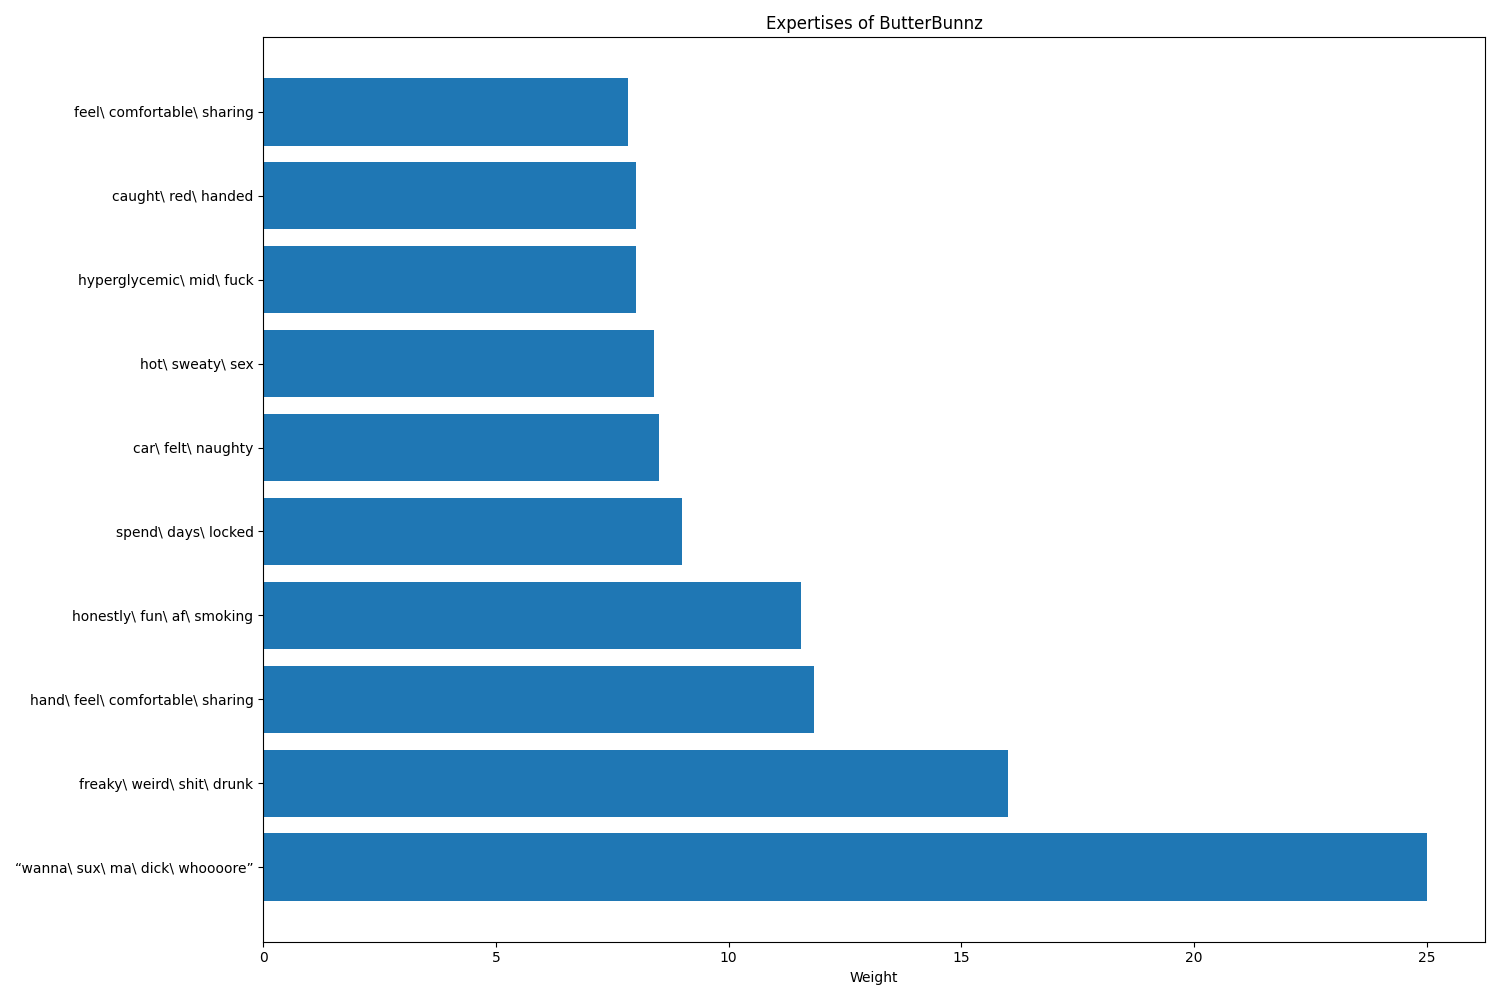 Expertises of ButterBunnz
feel\ comfortable\ sharing
caught\ red\ handed
hyperglycemic\ mid\ fuck
hot\ sweaty\ sex
car\ felt\ naughty
spend\ days\ locked
honestly\ fun\ af\ smoking
hand\ feel\ comfortable\ sharing
freaky\ weird\ shit\ drunk
“wanna\ sux\ ma\ dick\ whoooore”
0 5 10 15 20 25
Weight